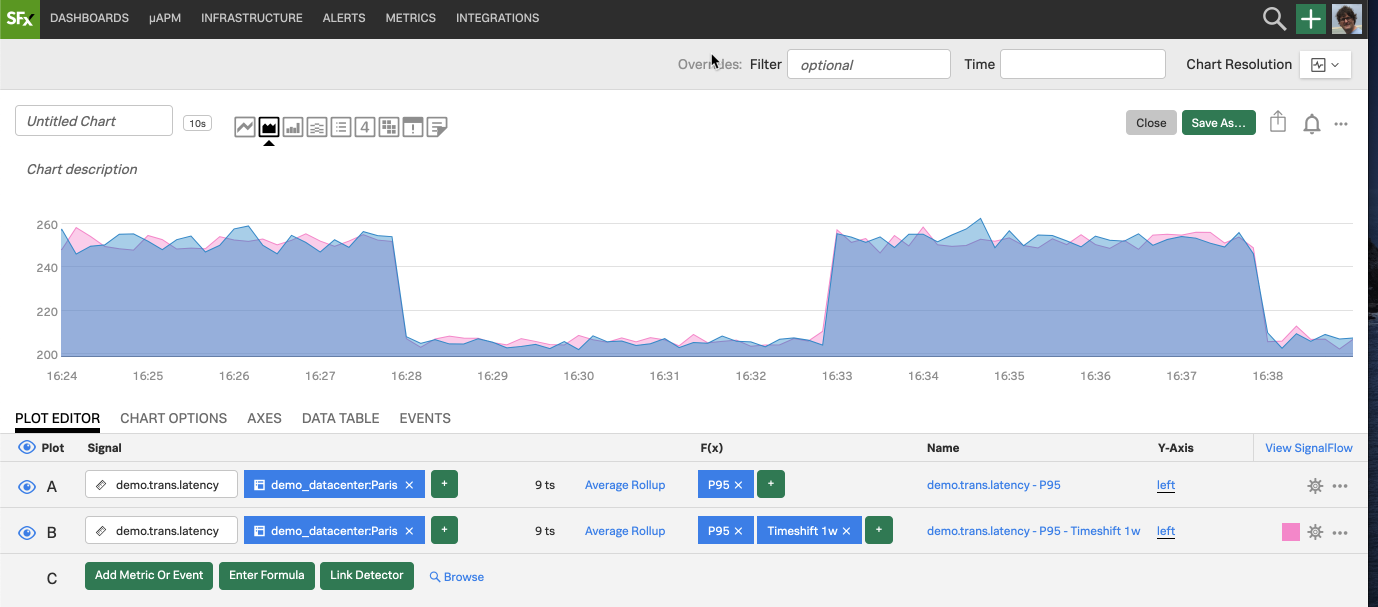 SFx DASHBOARDS µAPM INFRASTRUCTURE ALERTS METRICS INTEGRATIONS
Overrides: Filter optional Time Chart Resolution
Untitled Chart 10s 4 Close Save As...
Chart description
260
240
220
200
16:24 16:25 16:26 16:27 16:28 16:29 16:30 16:31 16:32 16:33 16:34 16:35 16:36 16:37 16:38
PLOT EDITOR CHART OPTIONS AXES DATA TABLE EVENTS
Plot Signal F(x) Name Y-Axis View SignalFlow
A demo.trans.latency demo_datacenter:Paris × + 9 ts Average Rollup P95 × + demo.trans.latency - P95 left
B demo.trans.latency demo_datacenter:Paris × + 9 ts Average Rollup P95 × Timeshift 1w × + demo.trans.latency - P95 - Timeshift 1w left
C Add Metric Or Event Enter Formula Link Detector Browse